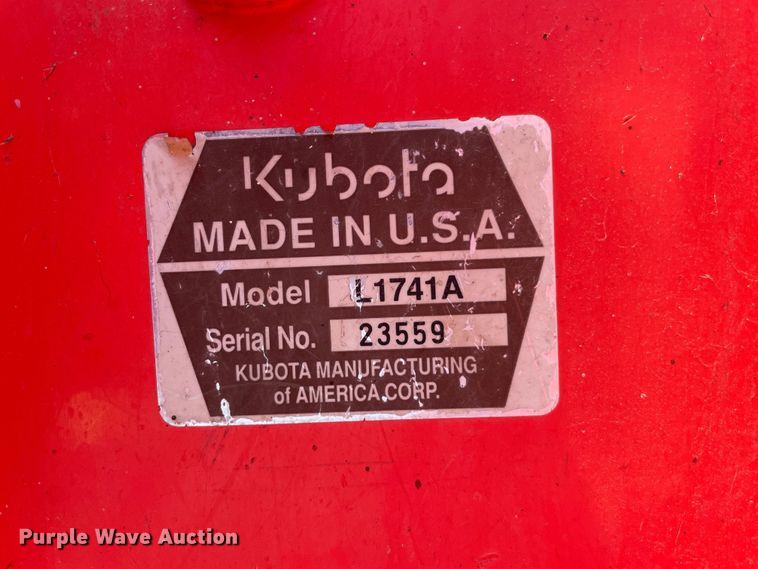 Kubota
MADE IN U.S.A.
Model L1741A
Serial No. 23559
KUBOTA MANUFACTURING
of AMERICA CORP.
Purple Wave Auction